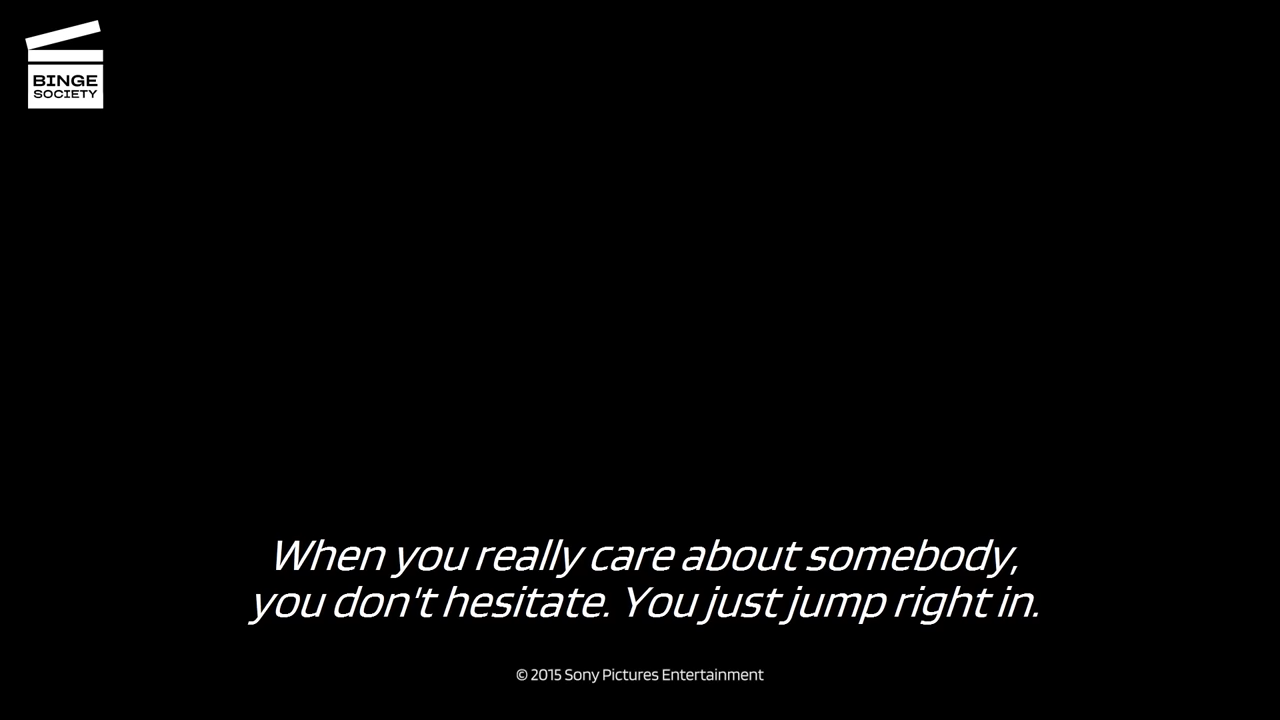 BINGE
SOCIETY
When you really care about somebody,
you don't hesitate. You just jump right in.
© 2015 Sony Pictures Entertainment